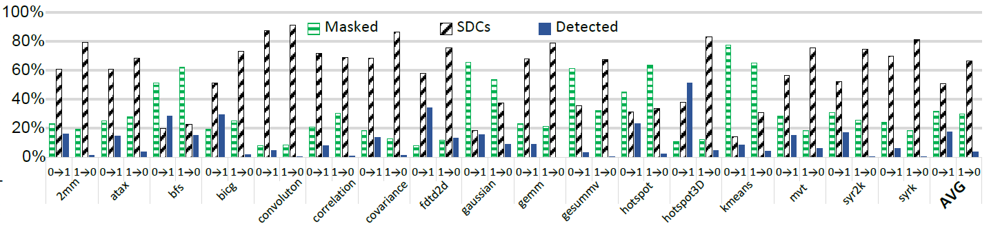 100%
Masked SDCs Detected
80%
60%
40%
20%
0%
0→1 1→0 0→1 1→0 0→1 1→0 0→1 1→0 0→1 1→0 0→1 1→0 0→1 1→0 0→1 1→0 0→1 1→0 0→1 1→0 0→1 1→0 0→1 1→0 0→1 1→0 0→1 1→0 0→1 1→0 0→1 1→0 0→1 1→0 0→1 1→0
2mm atax bfs bicg convoluton correlation covariance fdtd2d gaussian gemm gesummv hotspot hotspot3D kmeans mvt syr2k syrk AVG